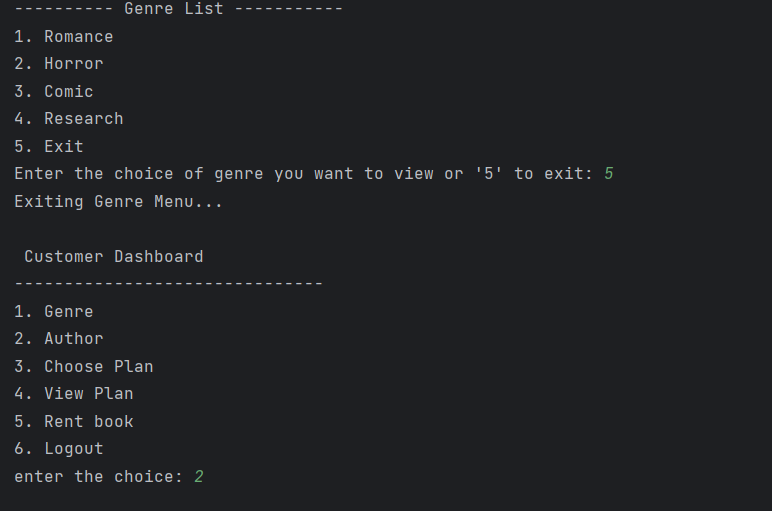 ---------- Genre List -----------
1. Romance
2. Horror
3. Comic
4. Research
5. Exit
Enter the choice of genre you want to view or '5' to exit: 5
Exiting Genre Menu...
 Customer Dashboard
-------------------------------
1. Genre
2. Author
3. Choose Plan
4. View Plan
5. Rent book
6. Logout
enter the choice: 2